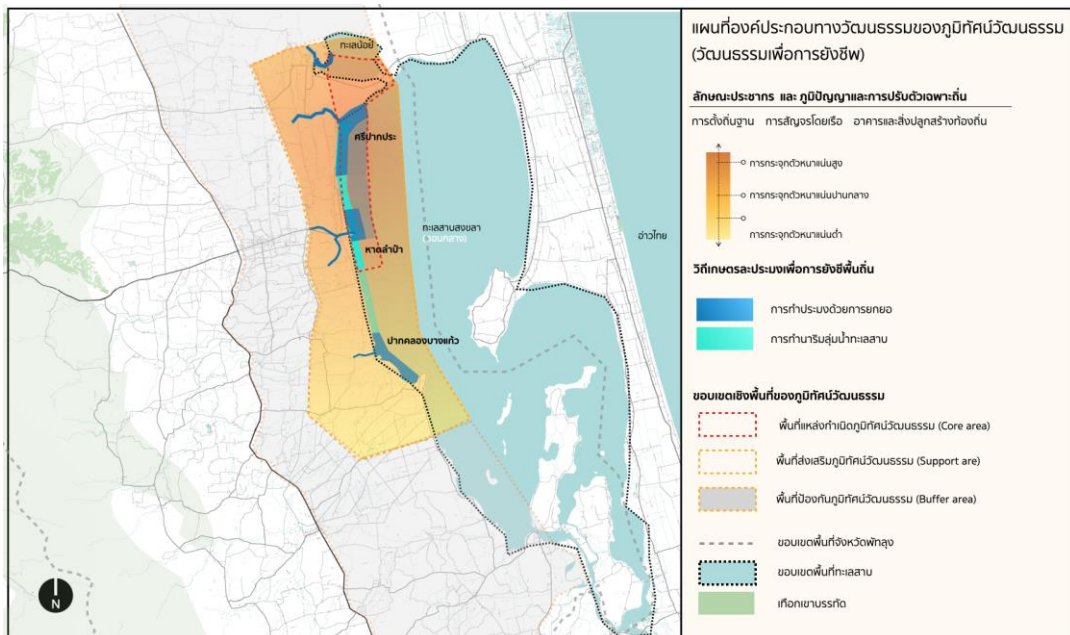 แผนที่องค์ประกอบทางวัฒนธรรมของภูมิทัศน์วัฒนธรรม
(วัฒนธรรมเพื่อการยังชีพ)
ลักษณะประชากร และ ภูมิปัญญาและการปรับตัวเฉพาะถิ่น
การตั้งถิ่นฐาน การสัญจรโดยเรือ อาคารและสิ่งปลูกสร้างท้องถิ่น
การกระจุกตัวหนาแน่นสูง
การกระจุกตัวหนาแน่นปานกลาง
การกระจุกตัวหนาแน่นต่ำ
วิถีเกษตรละประมงเพื่อการยังชีพพื้นถิ่น
การทำประมงด้วยการยกยอ
การทำนาริมลุ่มน้ำทะเลสาบ
ขอบเขตเชิงพื้นที่ของภูมิทัศน์วัฒนธรรม
พื้นที่แหล่งกำเนิดภูมิทัศน์วัฒนธรรม (Core area)
พื้นที่ส่งเสริมภูมิทัศน์วัฒนธรรม (Support are)
พื้นที่ป้องกันภูมิทัศน์วัฒนธรรม (Buffer area)
ขอบเขตพื้นที่จังหวัดพัทลุง
ขอบเขตพื้นที่ทะเลสาบ
เทือกเขาบรรทัด
ทะเลน้อย
ศรีปากประ
ทะเลสาบสงขลา
(ตอนกลาง)
อ่าวไทย
หาดลำปำ
ปากคลองบางแก้ว
N